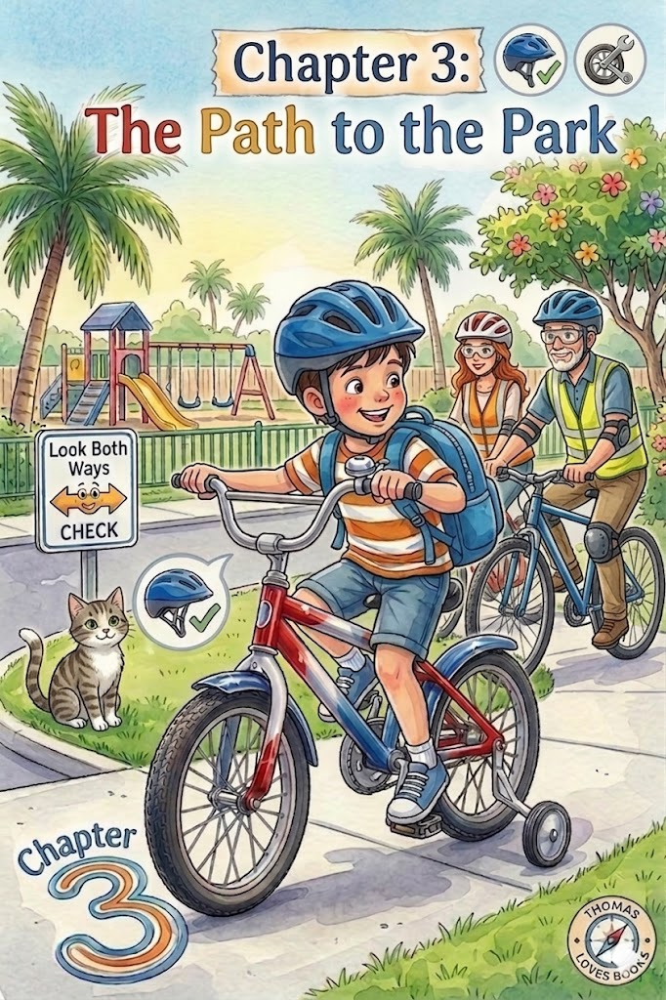 Chapter 3:
The Path to the Park
Look Both
Ways
CHECK
Chapter
3
THOMAS
LOVES BOOKS